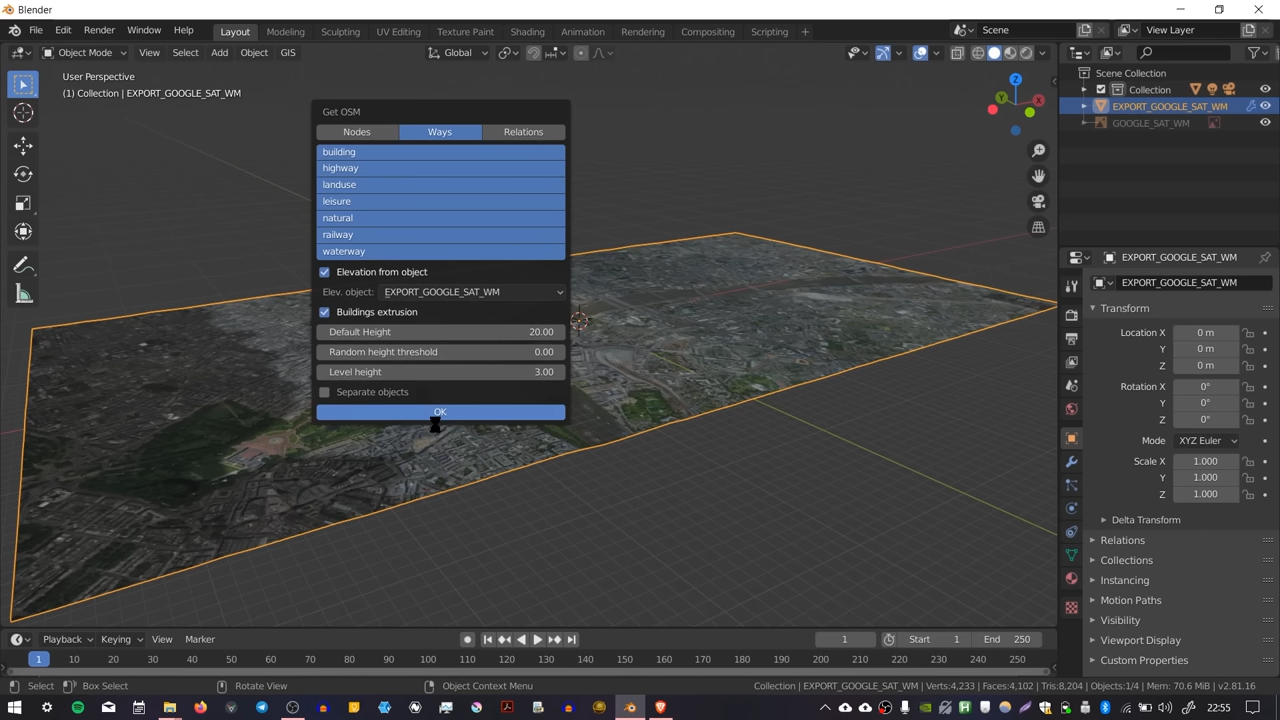 Blender
File Edit Render Window Help Layout Modeling Sculpting UV Editing Texture Paint Shading Animation Rendering Compositing Scripting + Scene View Layer
Object Mode View Select Add Object GIS Global
User Perspective
(1) Collection | EXPORT_GOOGLE_SAT_WM
Z
Y
X
Get OSM
Nodes Ways Relations
building
highway
landuse
leisure
natural
railway
waterway
Elevation from object
Elev. object: EXPORT_GOOGLE_SAT_WM
Buildings extrusion
Default Height 20.00
Random height threshold 0.00
Level height 3.00
Separate objects
OK
Scene Collection
Collection
EXPORT_GOOGLE_SAT_WM
GOOGLE_SAT_WM
EXPORT_GOOGLE_SAT_WM
EXPORT_GOOGLE_SAT_WM
Transform
Location X 0 m
Y 0 m
Z 0 m
Rotation X 0°
Y 0°
Z 0°
Mode XYZ Euler
Scale X 1.000
Y 1.000
Z 1.000
Delta Transform
Relations
Collections
Instancing
Motion Paths
Visibility
Viewport Display
Custom Properties
Playback Keying View Marker 1 Start 1 End 250
1 10 20 30 40 50 60 70 80 90 100 110 120 130 140 150 160 170 180 190 200 210 220 230 240 250
Select Box Select Rotate View Object Context Menu Collection | EXPORT_GOOGLE_SAT_WM | Verts:4,233 | Faces:4,102 | Tris:8,204 | Objects:1/4 | Mem: 70.6 MiB | v2.81.16
22:55